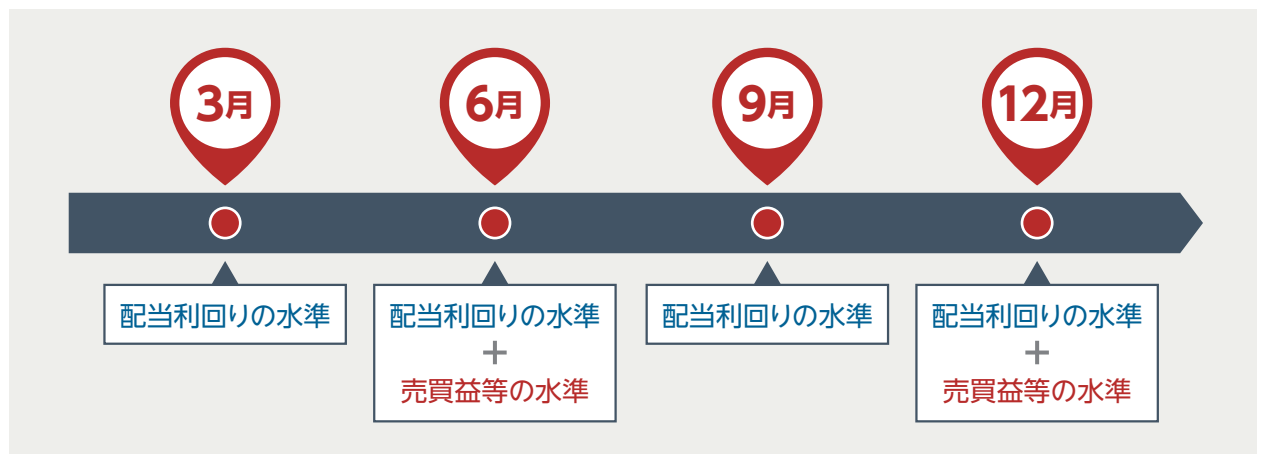 3月
6月
9月
12月
配当利回りの水準
配当利回りの水準
+
売買益等の水準
配当利回りの水準
配当利回りの水準
+
売買益等の水準